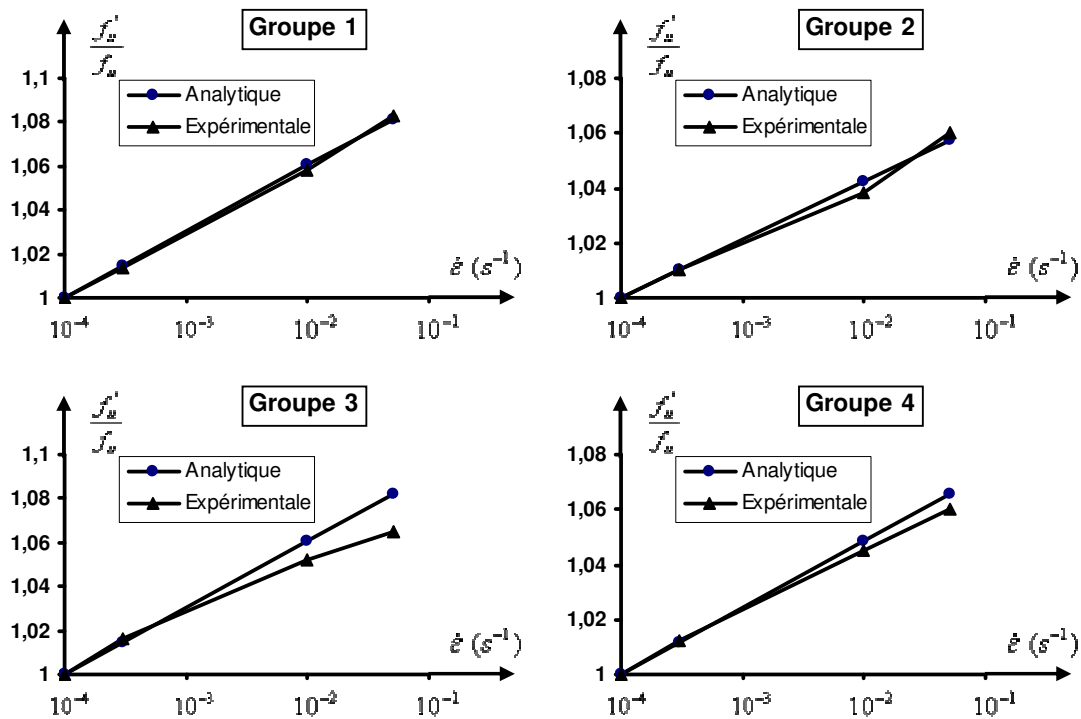 Groupe 1
f'u
fu
1,1
1,08
1,06
1,04
1,02
1
Analytique
Expérimentale
ε̇ (s⁻¹)
10⁻⁴
10⁻³
10⁻²
10⁻¹
Groupe 2
f'u
fu
1,08
1,06
1,04
1,02
1
Analytique
Expérimentale
ε̇ (s⁻¹)
10⁻⁴
10⁻³
10⁻²
10⁻¹
Groupe 3
f'u
fu
1,1
1,08
1,06
1,04
1,02
1
Analytique
Expérimentale
ε̇ (s⁻¹)
10⁻⁴
10⁻³
10⁻²
10⁻¹
Groupe 4
f'u
fu
1,08
1,06
1,04
1,02
1
Analytique
Expérimentale
ε̇ (s⁻¹)
10⁻⁴
10⁻³
10⁻²
10⁻¹